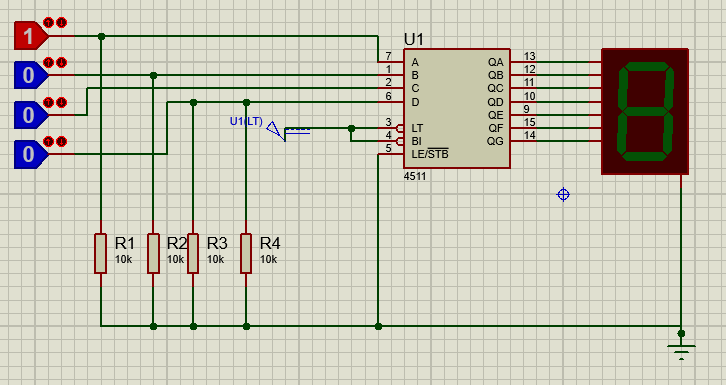 1
0
0
0
U1
7 A QA 13
1 B QB 12
2 C QC 11
6 D QD 10
QE 9
3 LT QF 15
4 BI QG 14
5 LE/STB
4511
U1(LT)
R1
10k
R2
10k
R3
10k
R4
10k